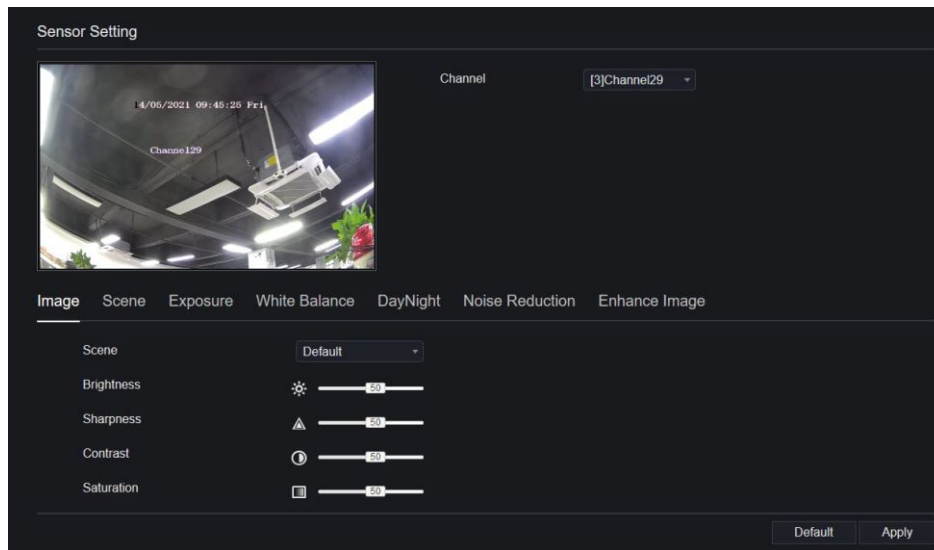 Sensor Setting
Channel
[3]Channel29
14/05/2021 09:45:25 Fri
Channel29
Image Scene Exposure White Balance DayNight Noise Reduction Enhance Image
Scene Default
Brightness 50
Sharpness 50
Contrast 50
Saturation 50
Default Apply